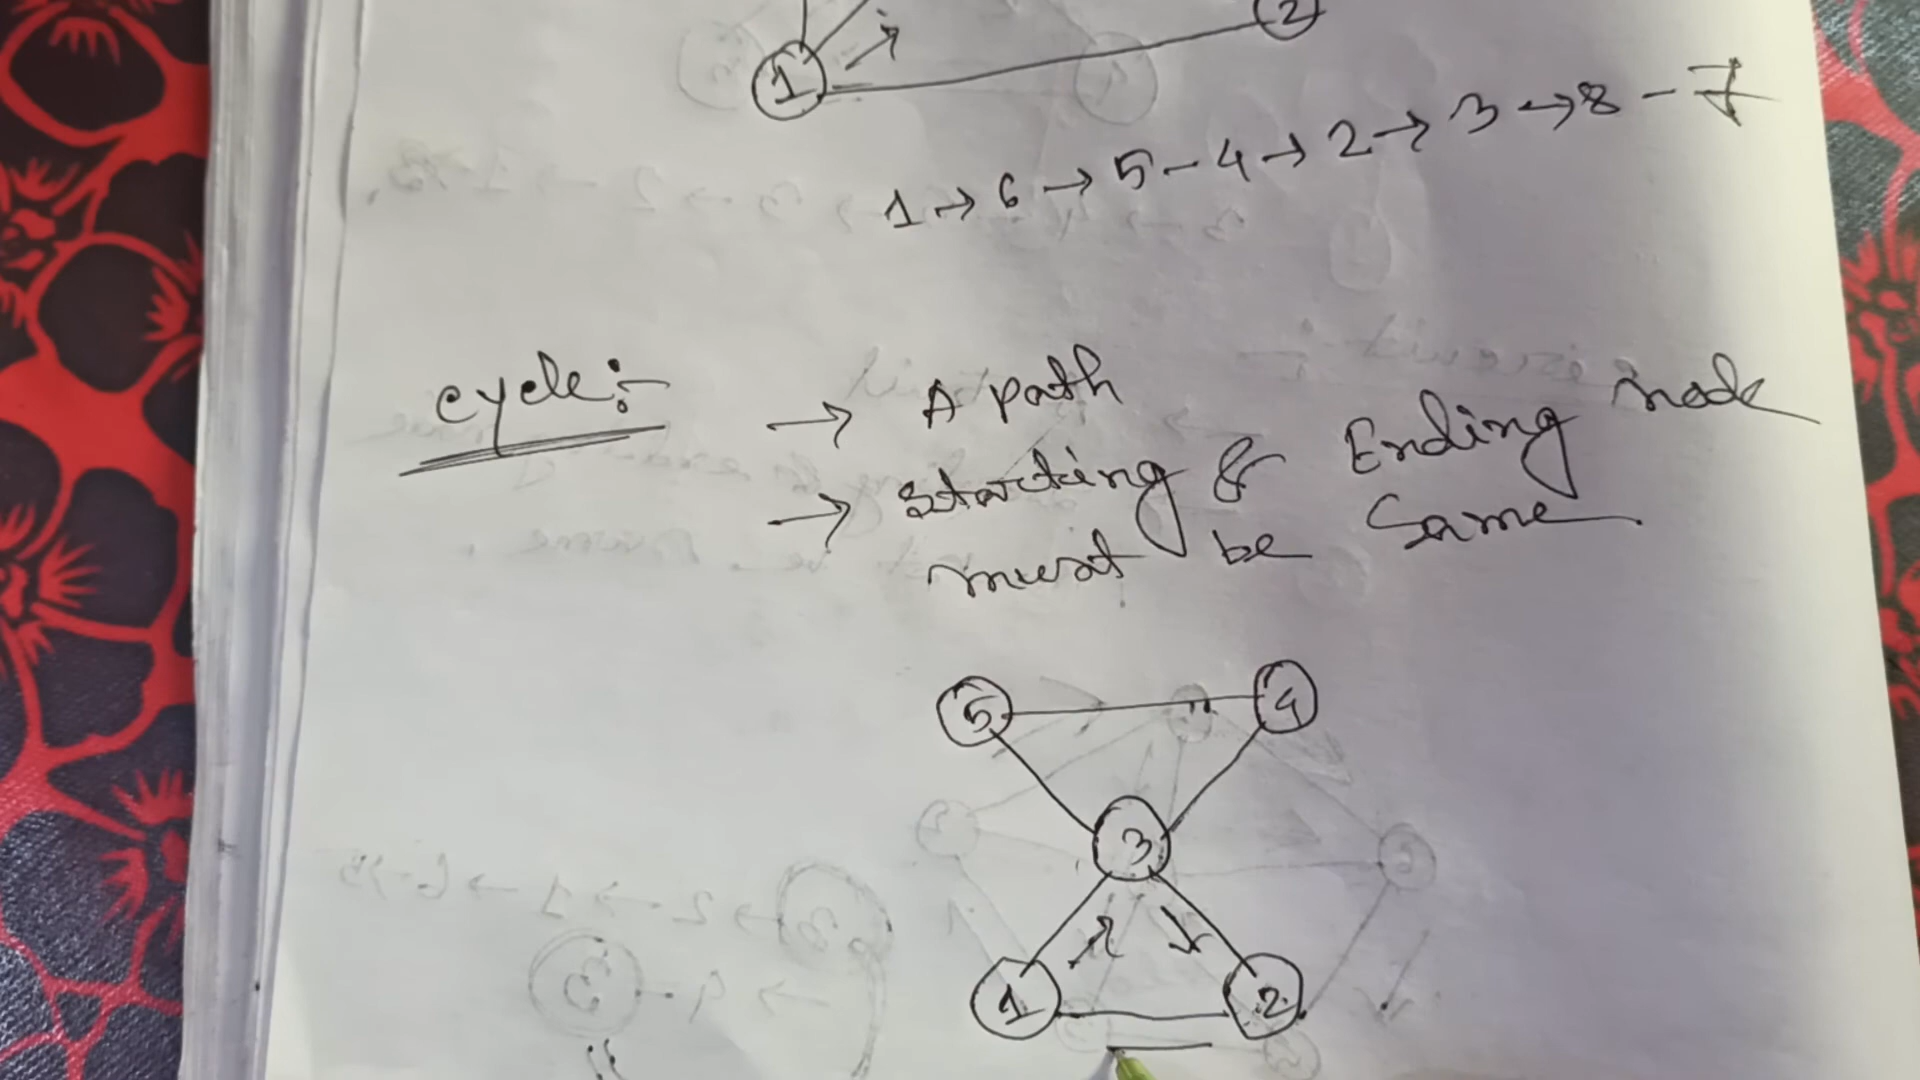 2
1
1 → 6 → 5 - 4 → 2 → 3 → 8 - 7
cycle:-
→ A path
→ Starting & Ending node
must be same
5 4
3
1 2